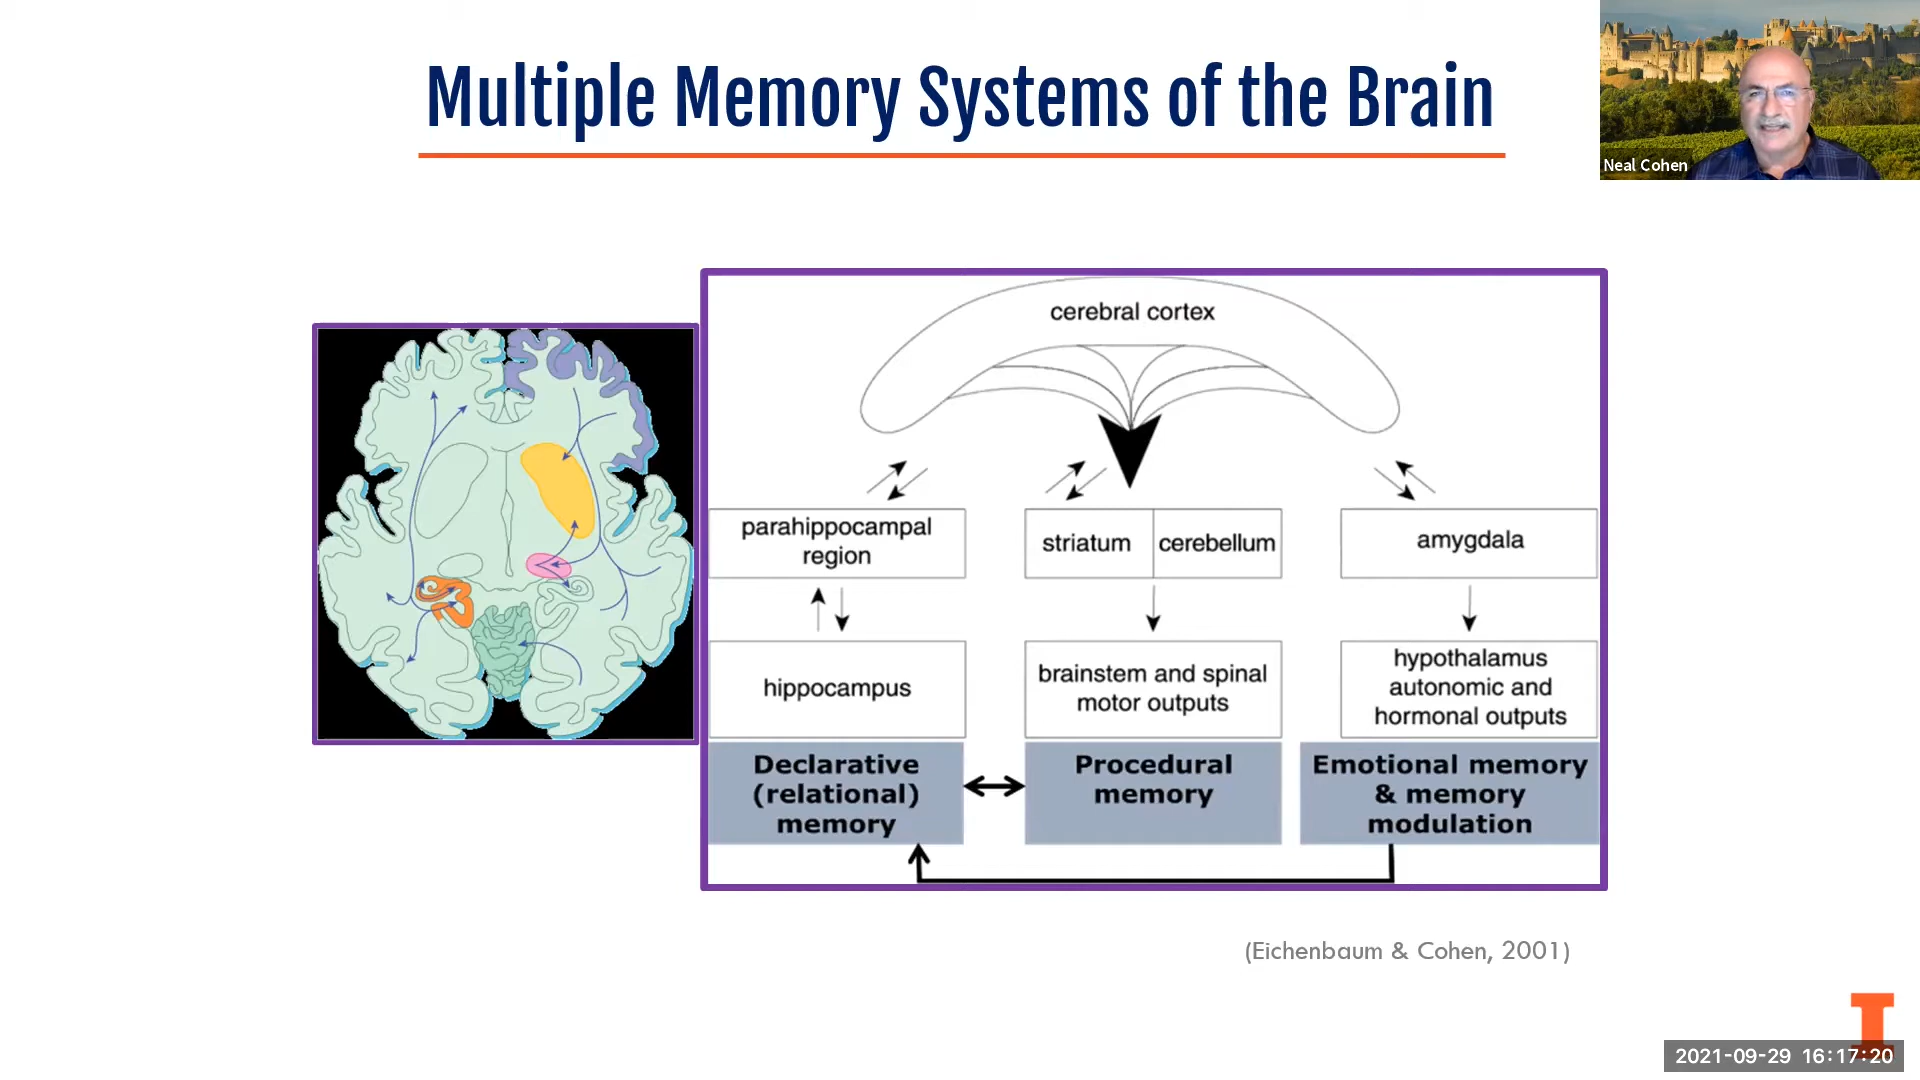 Multiple Memory Systems of the Brain
Neal Cohen
cerebral cortex
parahippocampal
region
striatum
cerebellum
amygdala
hippocampus
brainstem and spinal
motor outputs
hypothalamus
autonomic and
hormonal outputs
Declarative
(relational)
memory
Procedural
memory
Emotional memory
& memory
modulation
(Eichenbaum & Cohen, 2001)
I
2021-09-29 16:17:20